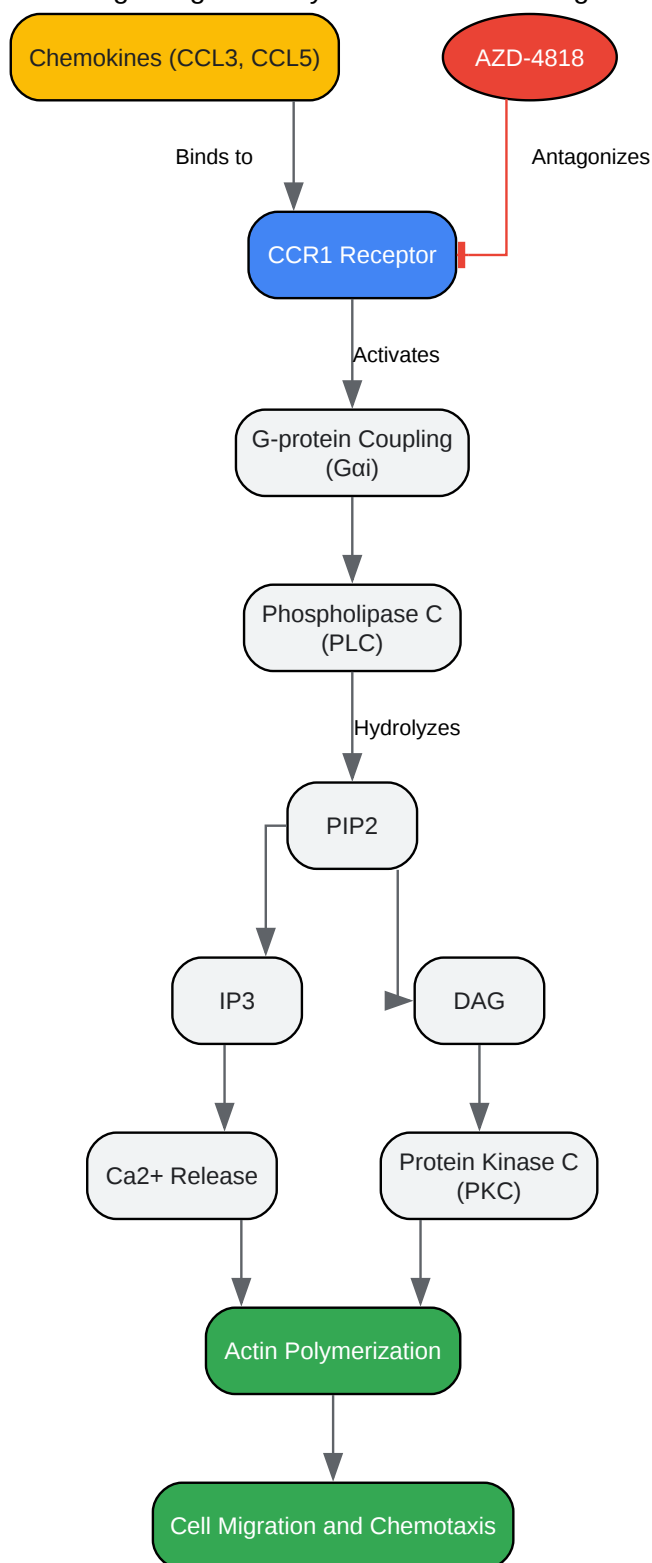 Chemokines (CCL3, CCL5)
AZD-4818
Binds to
Antagonizes
CCR1 Receptor
Activates
G-protein Coupling
(Gαi)
Phospholipase C
(PLC)
Hydrolyzes
PIP2
IP3
DAG
Ca2+ Release
Protein Kinase C
(PKC)
Actin Polymerization
Cell Migration and Chemotaxis